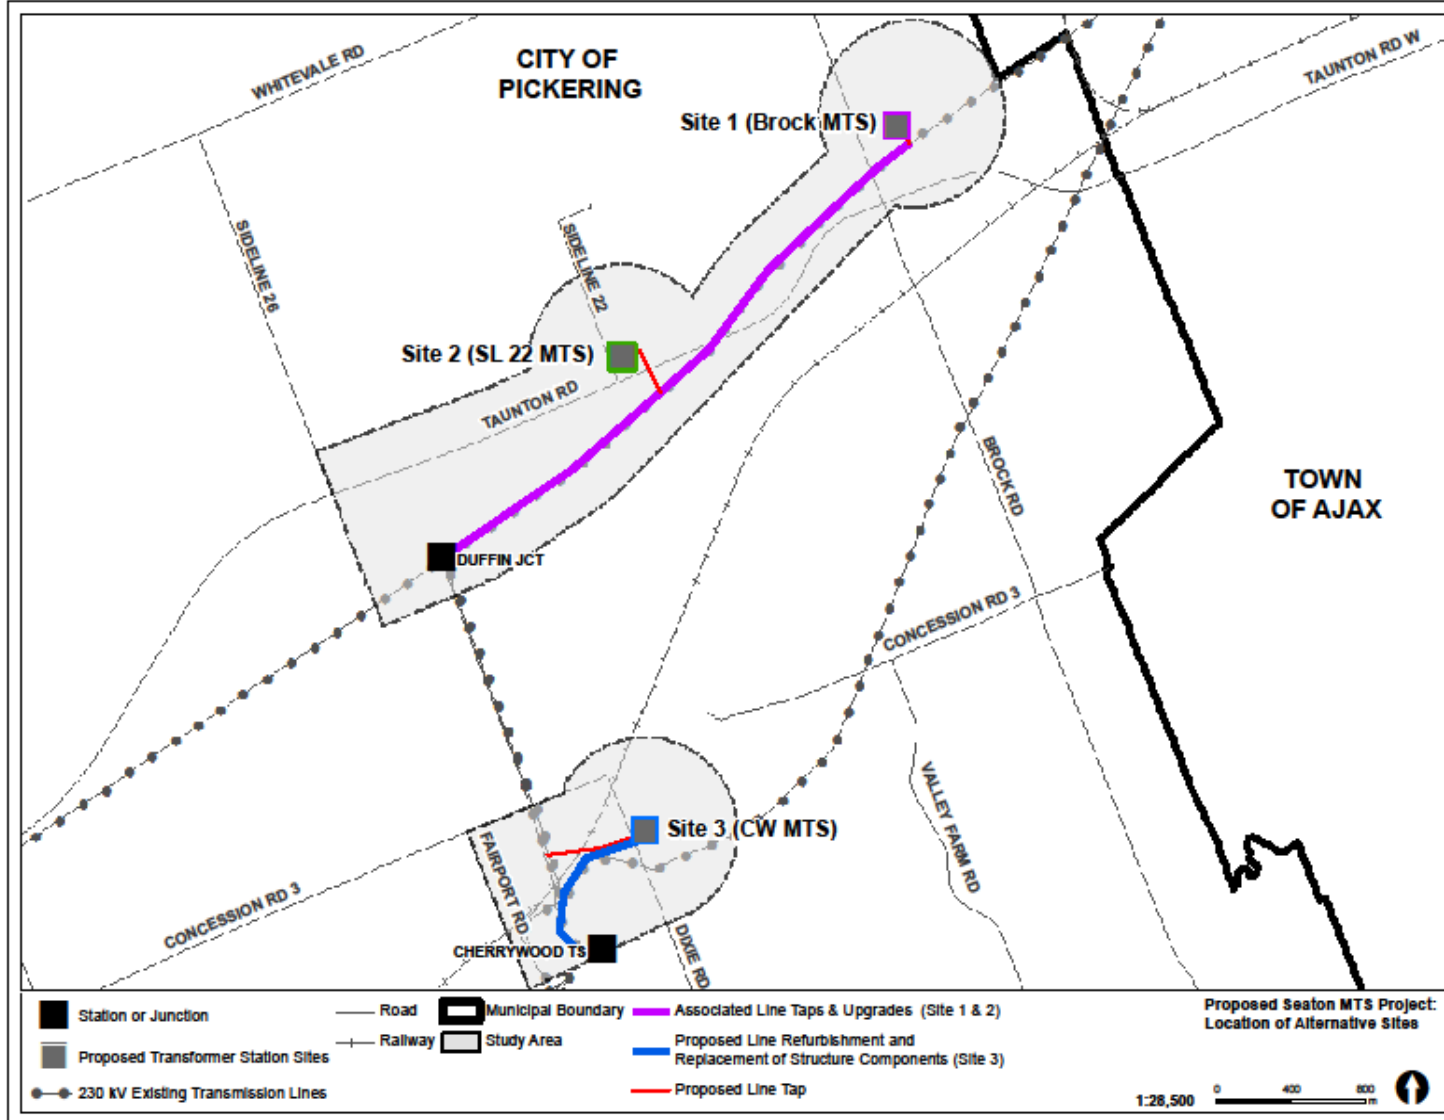 WHITEVALE RD
CITY OF
PICKERING
TAUNTON RD W
Site 1 (Brock MTS)
SIDELINE 26
SIDELINE 22
Site 2 (SL 22 MTS)
TAUNTON RD
BROCK RD
TOWN
OF AJAX
DUFFIN JCT
CONCESSION RD 3
VALLEY FARM RD
Site 3 (CW MTS)
FAIRPORT RD
CONCESSION RD 3
CHERRYWOOD TS
DIXIE RD
Station or Junction
Proposed Transformer Station Sites
230 kV Existing Transmission Lines
Road
Railway
Municipal Boundary
Study Area
Associated Line Taps & Upgrades (Site 1 & 2)
Proposed Line Refurbishment and
Replacement of Structure Components (Site 3)
Proposed Line Tap
Proposed Seaton MTS Project:
Location of Alternative Sites
1:28,500
0 400 800
m